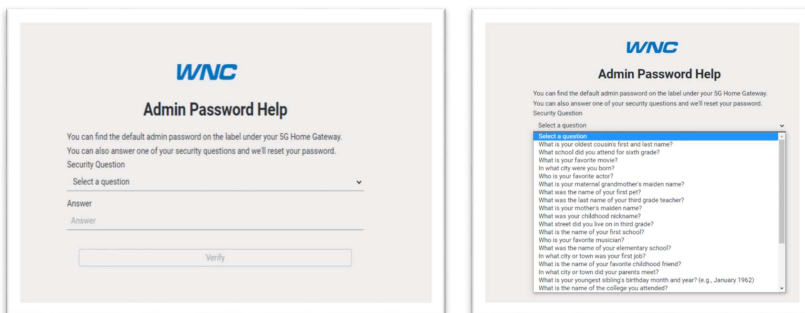 WNC
Admin Password Help
You can find the default admin password on the label under your 5G Home Gateway.
You can also answer one of your security questions and we'll reset your password.
Security Question
Select a question
Answer
Answer
Verify
WNC
Admin Password Help
You can find the default admin password on the label under your 5G Home Gateway.
You can also answer one of your security questions and we'll reset your password.
Security Question
Select a question
Select a question
What is your oldest cousin's first and last name?
What school did you attend for sixth grade?
What is your favorite movie?
In what city were you born?
Who is your favorite actor?
What is your maternal grandmother's maiden name?
What was the name of your first pet?
What was the last name of your third grade teacher?
What is your mother's maiden name?
What was your childhood nickname?
What street did you live on in third grade?
What is the name of your first school?
Who is your favorite musician?
What was the name of your elementary school?
In what city or town was your first job?
What is the name of your favorite childhood friend?
In what city or town did your parents meet?
What is your youngest sibling's birthday month and year? (e.g., January 1962)
What is the name of the college you attended?